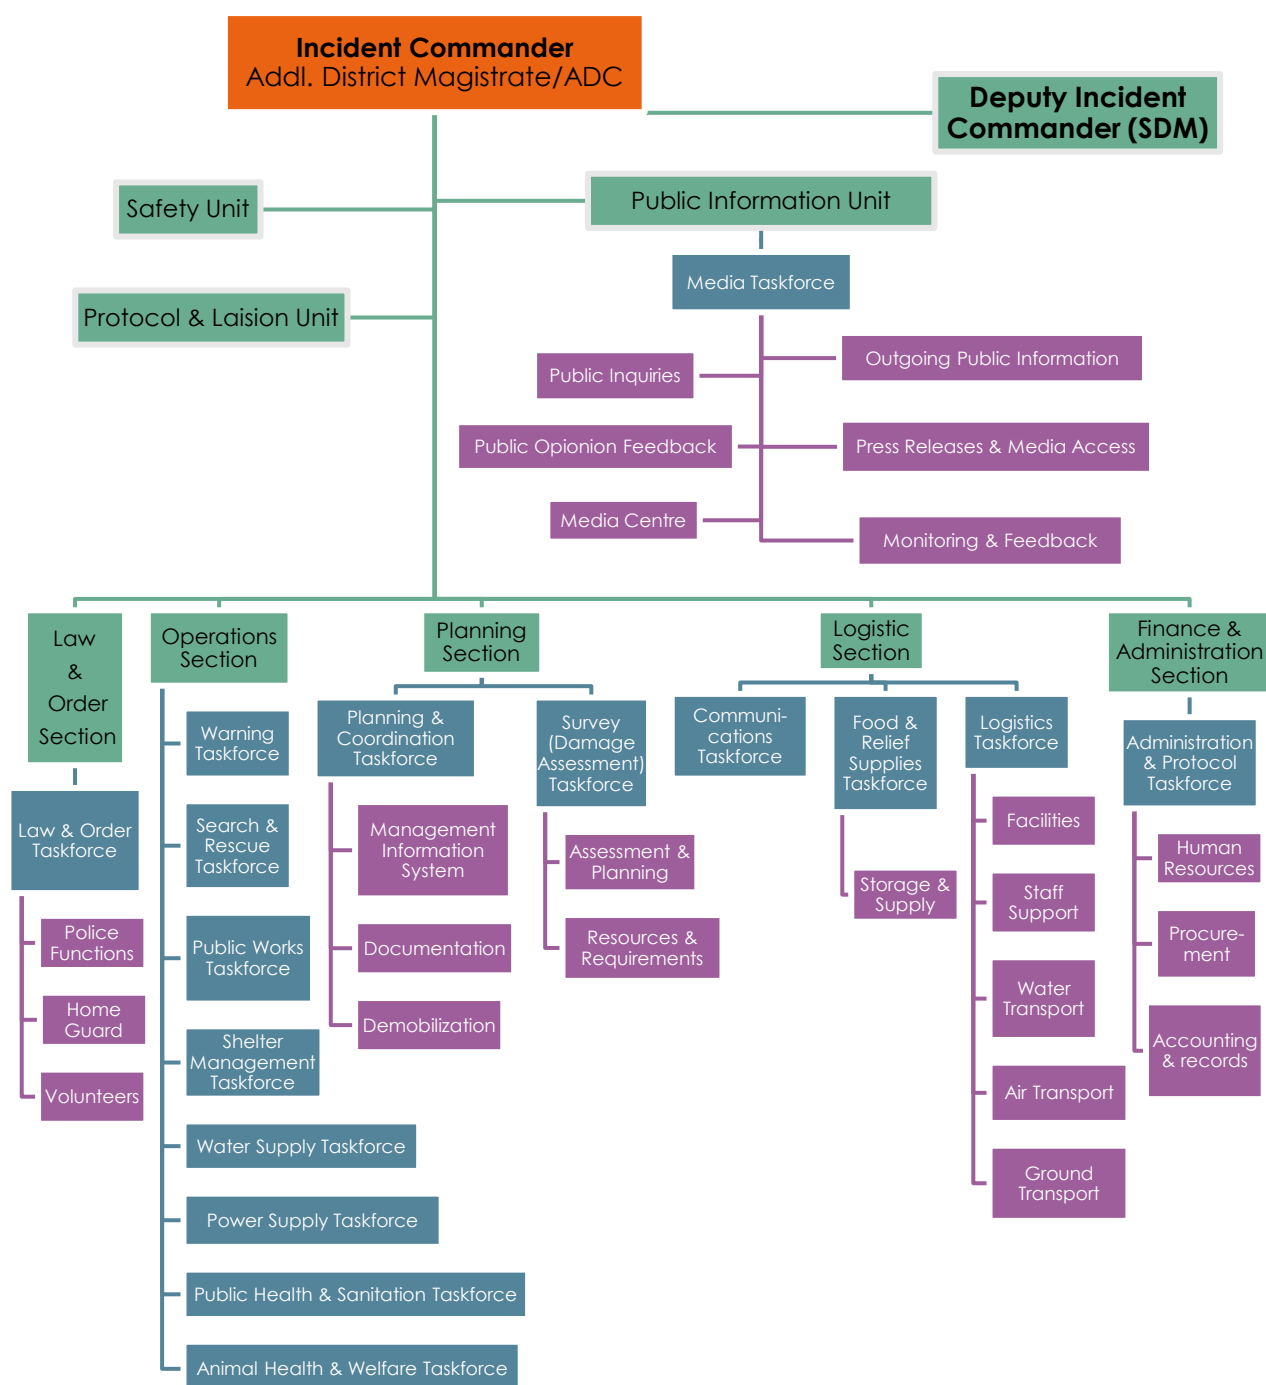 Incident Commander
Addl. District Magistrate/ADC
Deputy Incident
Commander (SDM)
Safety Unit
Public Information Unit
Protocol & Laision Unit
Media Taskforce
Public Inquiries
Outgoing Public Information
Public Opionion Feedback
Press Releases & Media Access
Media Centre
Monitoring & Feedback
Law
&
Order
Section
Law & Order
Taskforce
Police
Functions
Home
Guard
Volunteers
Operations
Section
Warning
Taskforce
Search &
Rescue
Taskforce
Public Works
Taskforce
Shelter
Management
Taskforce
Water Supply Taskforce
Power Supply Taskforce
Public Health & Sanitation Taskforce
Animal Health & Welfare Taskforce
Planning
Section
Planning &
Coordination
Taskforce
Management
Information
System
Documentation
Demobilization
Survey
(Damage
Assessment)
Taskforce
Assessment &
Planning
Resources &
Requirements
Logistic
Section
Communi-
cations
Taskforce
Food &
Relief
Supplies
Taskforce
Storage &
Supply
Logistics
Taskforce
Facilities
Staff
Support
Water
Transport
Air Transport
Ground
Transport
Finance &
Administration
Section
Administration
& Protocol
Taskforce
Human
Resources
Procure-
ment
Accounting
& records